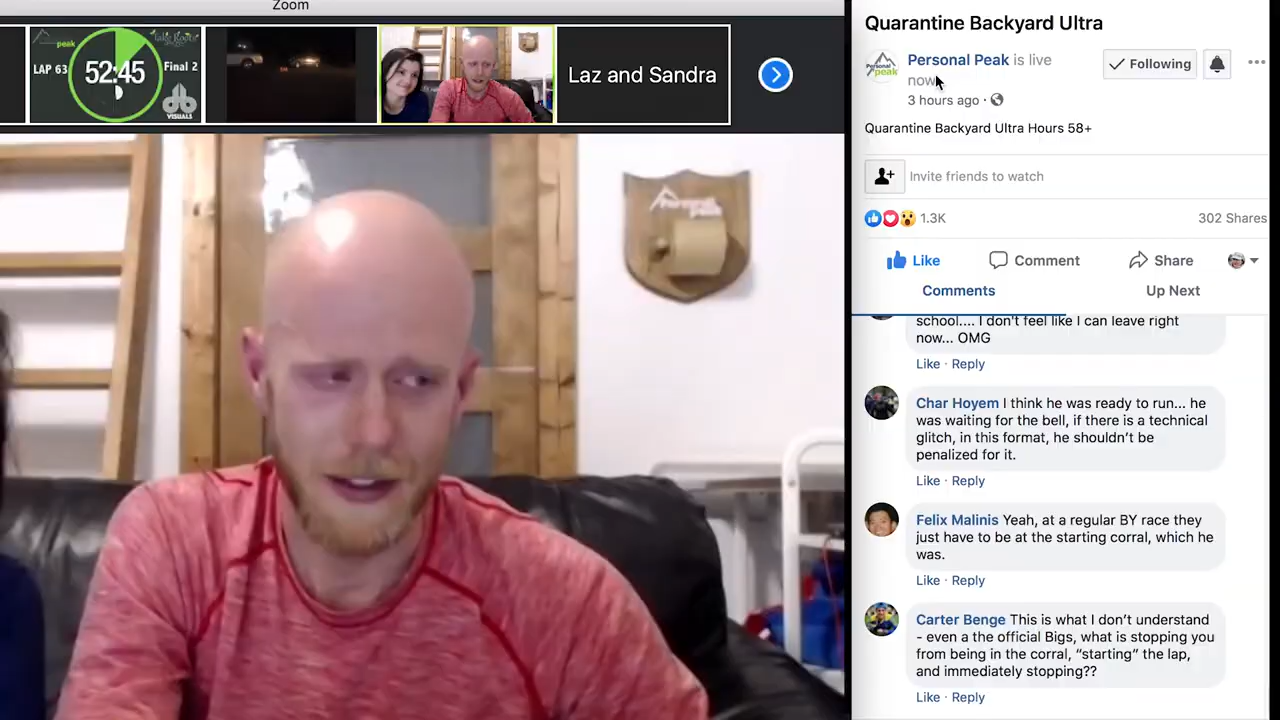 Zoom
peak
Lake Koots
LAP 63
52:45
Final 2
VISUALS
Laz and Sandra
Personal
peak
Quarantine Backyard Ultra
Personal Peak is live
now.
3 hours ago ·
Following
Quarantine Backyard Ultra Hours 58+
Invite friends to watch
1.3K
302 Shares
Like
Comment
Share
Comments
Up Next
school.... I don't feel like I can leave right
now... OMG
Like · Reply
Char Hoyem I think he was ready to run... he
was waiting for the bell, if there is a technical
glitch, in this format, he shouldn't be
penalized for it.
Like · Reply
Felix Malinis Yeah, at a regular BY race they
just have to be at the starting corral, which he
was.
Like · Reply
Carter Benge This is what I don't understand
- even a the official Bigs, what is stopping you
from being in the corral, "starting" the lap,
and immediately stopping??
Like · Reply